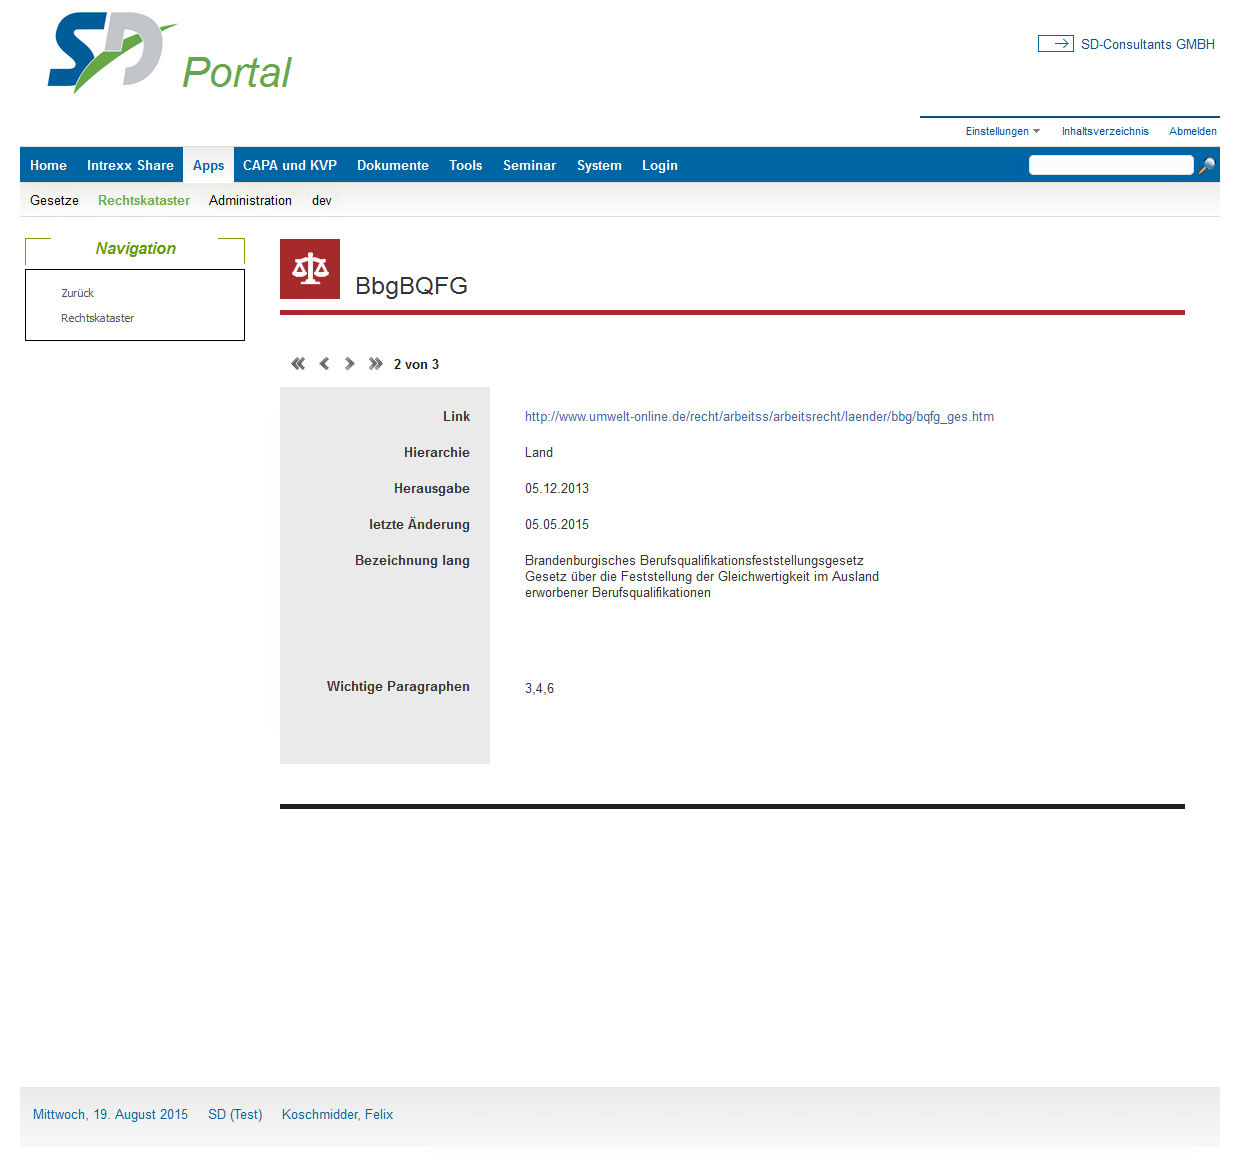 SD Portal
SD-Consultants GMBH
Einstellungen Inhaltsverzeichnis Abmelden
Home Intrexx Share Apps CAPA und KVP Dokumente Tools Seminar System Login
Gesetze Rechtskataster Administration dev
Navigation
Zurück
Rechtskataster
BbgBQFG
2 von 3
Link http://www.umwelt-online.de/recht/arbeitss/arbeitsrecht/laender/bbg/bqfg_ges.htm
Hierarchie Land
Herausgabe 05.12.2013
letzte Änderung 05.05.2015
Bezeichnung lang Brandenburgisches Berufsqualifikationsfeststellungsgesetz
Gesetz über die Feststellung der Gleichwertigkeit im Ausland
erworbener Berufsqualifikationen
Wichtige Paragraphen 3,4,6
Mittwoch, 19. August 2015 SD (Test) Koschmidder, Felix